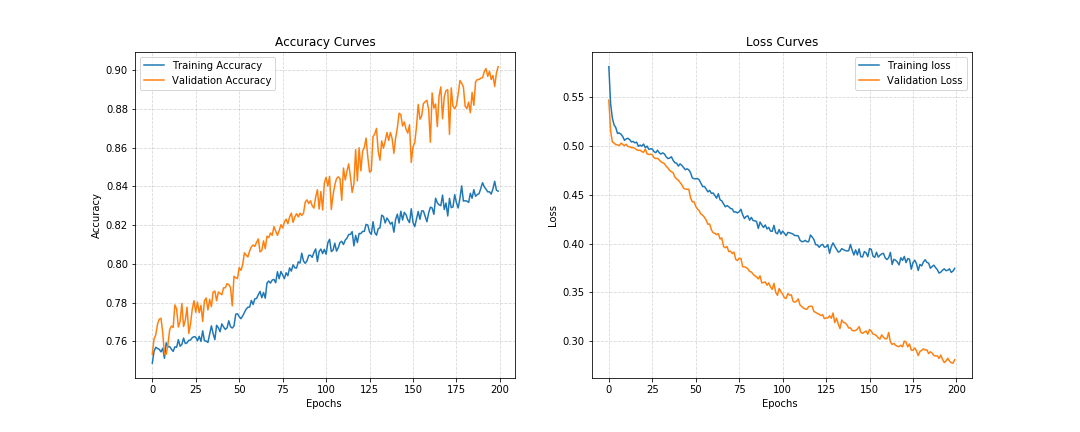 Accuracy Curves
Training Accuracy
Validation Accuracy
0.90
0.88
0.86
0.84
0.82
0.80
0.78
0.76
Accuracy
0 25 50 75 100 125 150 175 200
Epochs
Loss Curves
Training loss
Validation Loss
0.55
0.50
0.45
0.40
0.35
0.30
Loss
0 25 50 75 100 125 150 175 200
Epochs